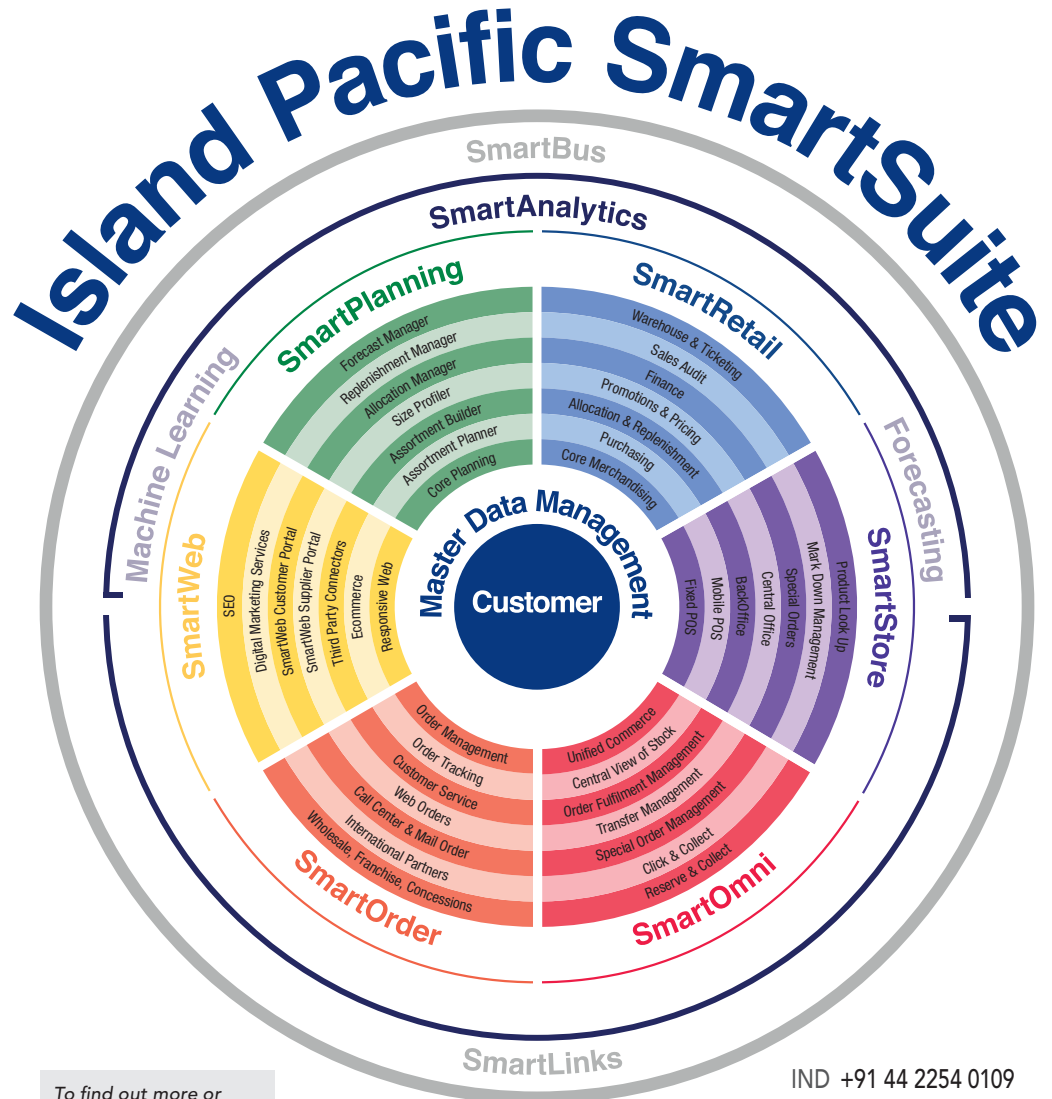 Island Pacific SmartSuite
SmartBus
SmartAnalytics
Machine Learning
Forecasting
SmartPlanning
Forecast Manager
Replenishment Manager
Allocation Manager
Size Profiler
Assortment Builder
Assortment Planner
Core Planning
SmartRetail
Warehouse & Ticketing
Sales Audit
Finance
Promotions & Pricing
Allocation & Replenishment
Purchasing
Core Merchandising
Master Data Management
Customer
SmartWeb
SEO
Digital Marketing Services
SmartWeb Customer Portal
SmartWeb Supplier Portal
Third Party Connectors
Ecommerce
Responsive Web
SmartStore
Fixed POS
Mobile POS
BackOffice
Central Office
Special Orders
Mark Down Management
Product Look Up
SmartOrder
Order Management
Order Tracking
Customer Service
Web Orders
Call Center & Mail Order
International Partners
Wholesale, Franchise, Concessions
SmartOmni
Unified Commerce
Central View of Stock
Order Fulfilment Management
Transfer Management
Special Order Management
Click & Collect
Reserve & Collect
SmartLinks
To find out more or
IND +91 44 2254 0109